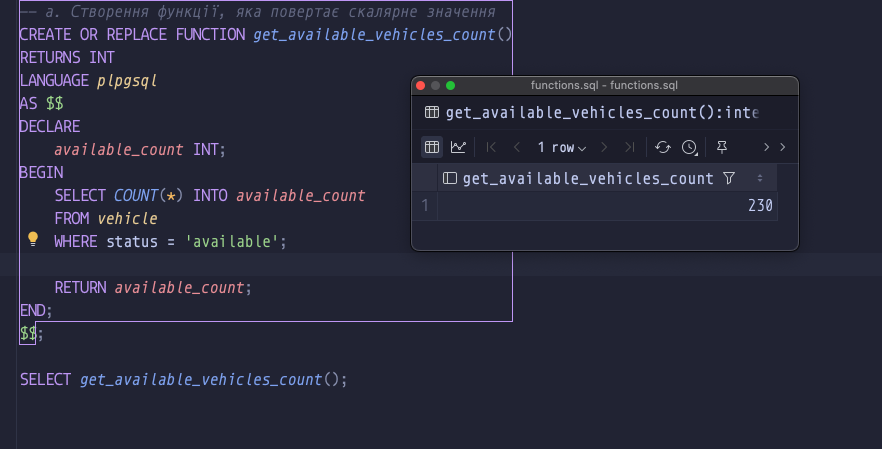 -- а. Створення функції, яка повертає скалярне значення
CREATE OR REPLACE FUNCTION get_available_vehicles_count()
RETURNS INT
LANGUAGE plpgsql
AS $$
DECLARE
    available_count INT;
BEGIN
    SELECT COUNT(*) INTO available_count
    FROM vehicle
    WHERE status = 'available';
    RETURN available_count;
END;
$$;
SELECT get_available_vehicles_count();
functions.sql - functions.sql
get_available_vehicles_count():inte
1 row
get_available_vehicles_count
1 230